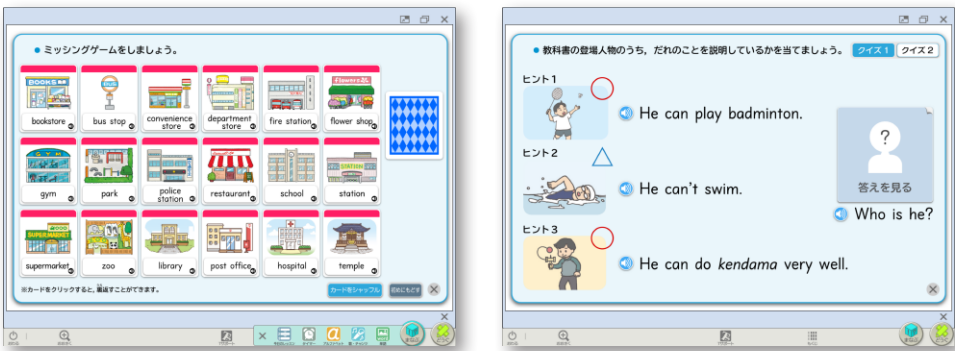 ● ミッシングゲームをしましょう。
BOOKS
BUS
flowers
bookstore
bus stop
convenience
store
department
store
fire station
flower shop
GYM
STATION
gym
park
police
station
restaurant
school
station
SUPERMARKET
supermarket
zoo
library
post office
hospital
temple
※カードをクリックすると、裏返すことができます。
カードをシャッフル
初めにもどす
● 教科書の登場人物のうち，だれのことを説明しているかを当てましょう。
クイズ1
クイズ2
ヒント1
He can play badminton.
ヒント2
He can't swim.
ヒント3
He can do kendama very well.
?
答えを見る
Who is he?